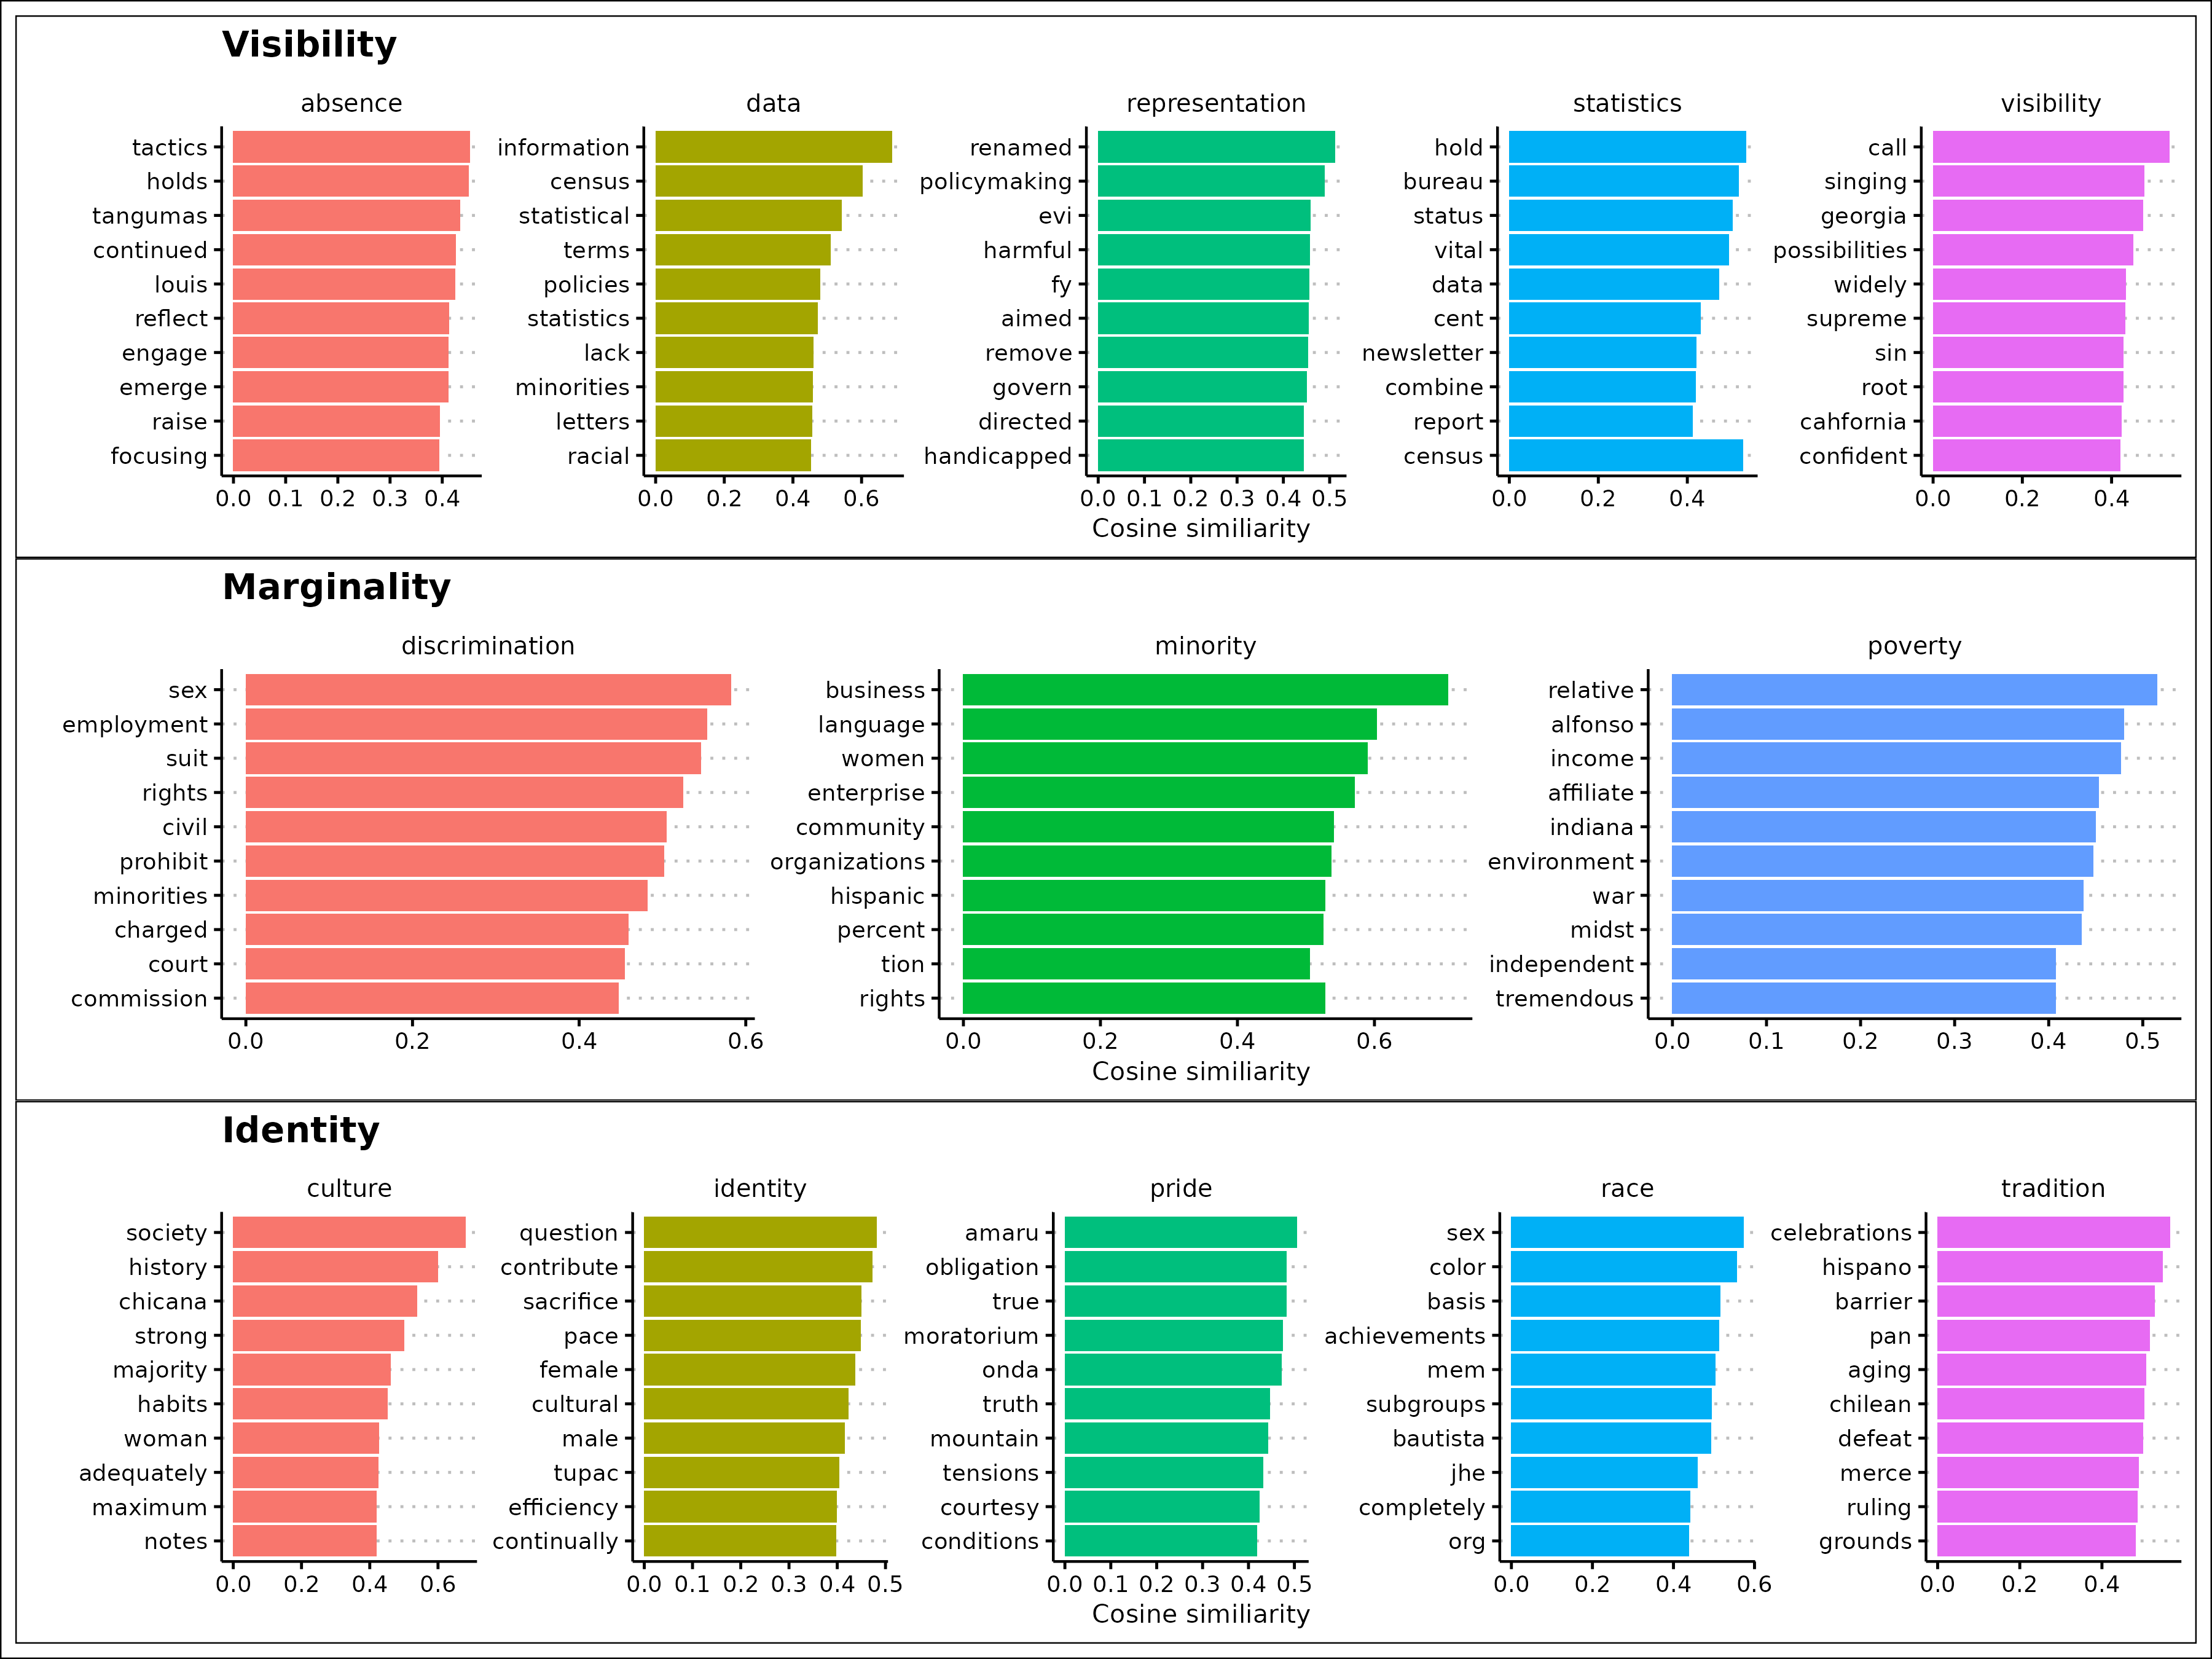 Visibility
absence data representation statistics visibility
tactics information renamed hold call
holds census policymaking bureau singing
tangumas statistical evi status georgia
continued terms harmful vital possibilities
louis policies fy data widely
reflect statistics aimed cent supreme
engage lack remove newsletter sin
emerge minorities govern combine root
raise letters directed report cahfornia
focusing racial handicapped census confident
0.0 0.1 0.2 0.3 0.4 0.0 0.2 0.4 0.6 0.0 0.1 0.2 0.3 0.4 0.5 0.0 0.2 0.4 0.0 0.2 0.4
Cosine similiarity
Marginality
discrimination minority poverty
sex business relative
employment language alfonso
suit women income
rights enterprise affiliate
civil community indiana
prohibit organizations environment
minorities hispanic war
charged percent midst
court tion independent
commission rights tremendous
0.0 0.2 0.4 0.6 0.0 0.2 0.4 0.6 0.0 0.1 0.2 0.3 0.4 0.5
Cosine similiarity
Identity
culture identity pride race tradition
society question amaru sex celebrations
history contribute obligation color hispano
chicana sacrifice true basis barrier
strong pace moratorium achievements pan
majority female onda mem aging
habits cultural truth subgroups chilean
woman male mountain bautista defeat
adequately tupac tensions jhe merce
maximum efficiency courtesy completely ruling
notes continually conditions org grounds
0.0 0.2 0.4 0.6 0.0 0.1 0.2 0.3 0.4 0.5 0.0 0.1 0.2 0.3 0.4 0.5 0.0 0.2 0.4 0.6 0.0 0.2 0.4
Cosine similiarity